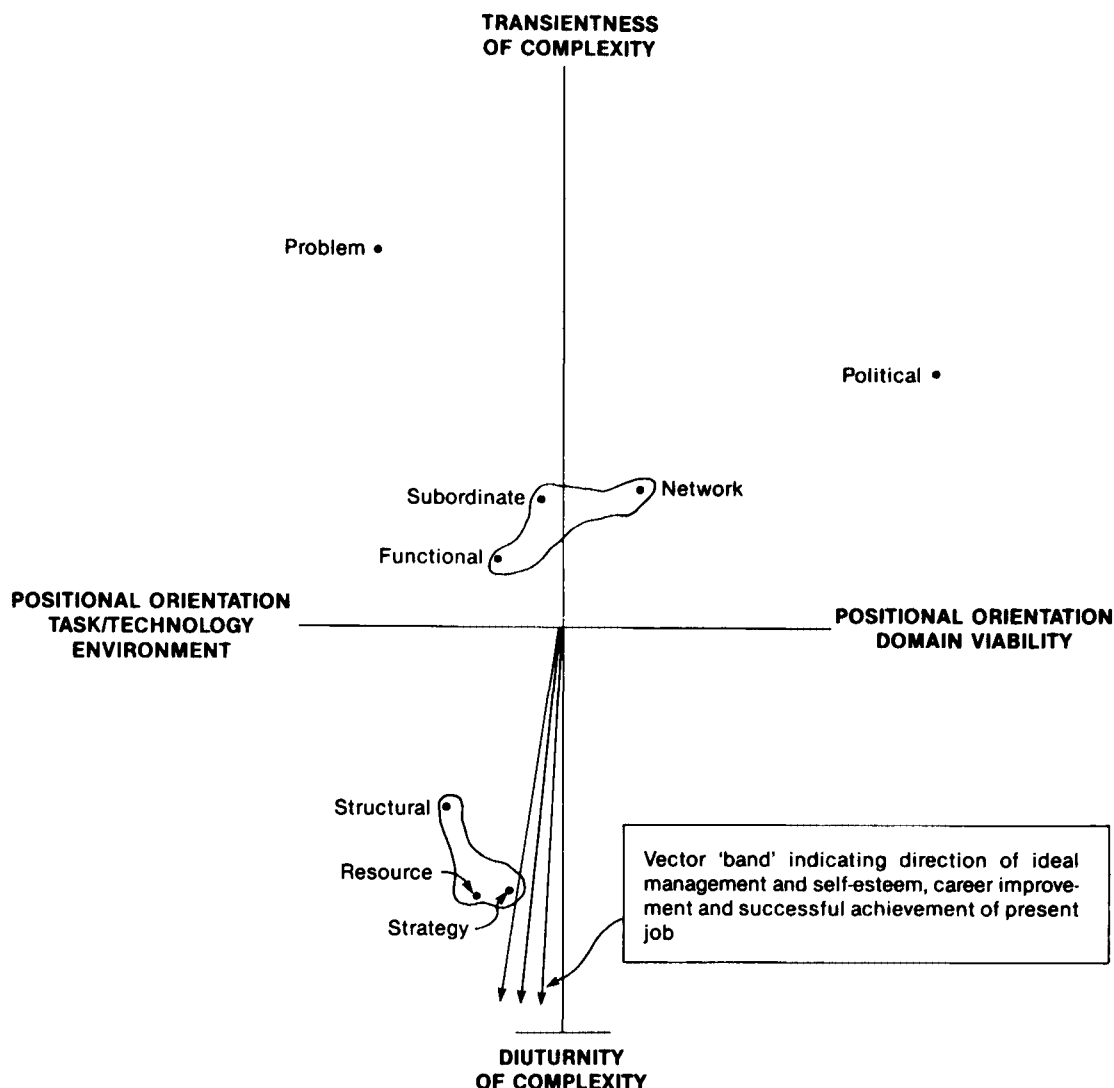 TRANSIENTNESS
OF COMPLEXITY
Problem
Political
Subordinate
Network
Functional
POSITIONAL ORIENTATION
TASK/TECHNOLOGY
ENVIRONMENT
POSITIONAL ORIENTATION
DOMAIN VIABILITY
Structural
Resource
Strategy
Vector 'band' indicating direction of ideal
management and self-esteem, career improve-
ment and successful achievement of present
job
DIUTURNITY
OF COMPLEXITY